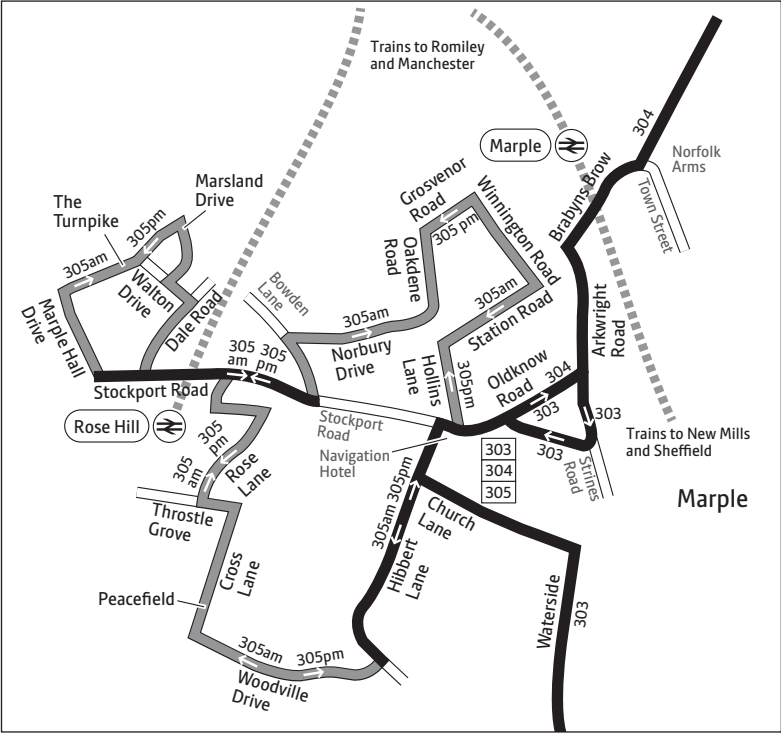 Trains to Romiley
and Manchester
304
Marple
Norfolk
Arms
Brabyns Brow
Town Street
Marsland
Drive
The
Turnpike
305pm
305am
Walton
Drive
Dale Road
Marple Hall
Drive
Grosvenor
Road
305 pm
Winnington Road
Oakdene
Road
Bowden
Lane
305am
Norbury
Drive
305am
Station Road
Arkwright
Road
Hollins
Lane
305pm
Oldknow
Road
304
303
303
303
305
am
305
pm
Stockport Road
Rose Hill
Stockport
Road
Navigation
Hotel
303
304
305
Strines
Road
Trains to New Mills
and Sheffield
Marple
305
pm
305
am
Rose
Lane
Throstle
Grove
305am 305pm
Church
Lane
Hibbert
Lane
Cross
Lane
Peacefield
Waterside
303
305am
305pm
Woodville
Drive